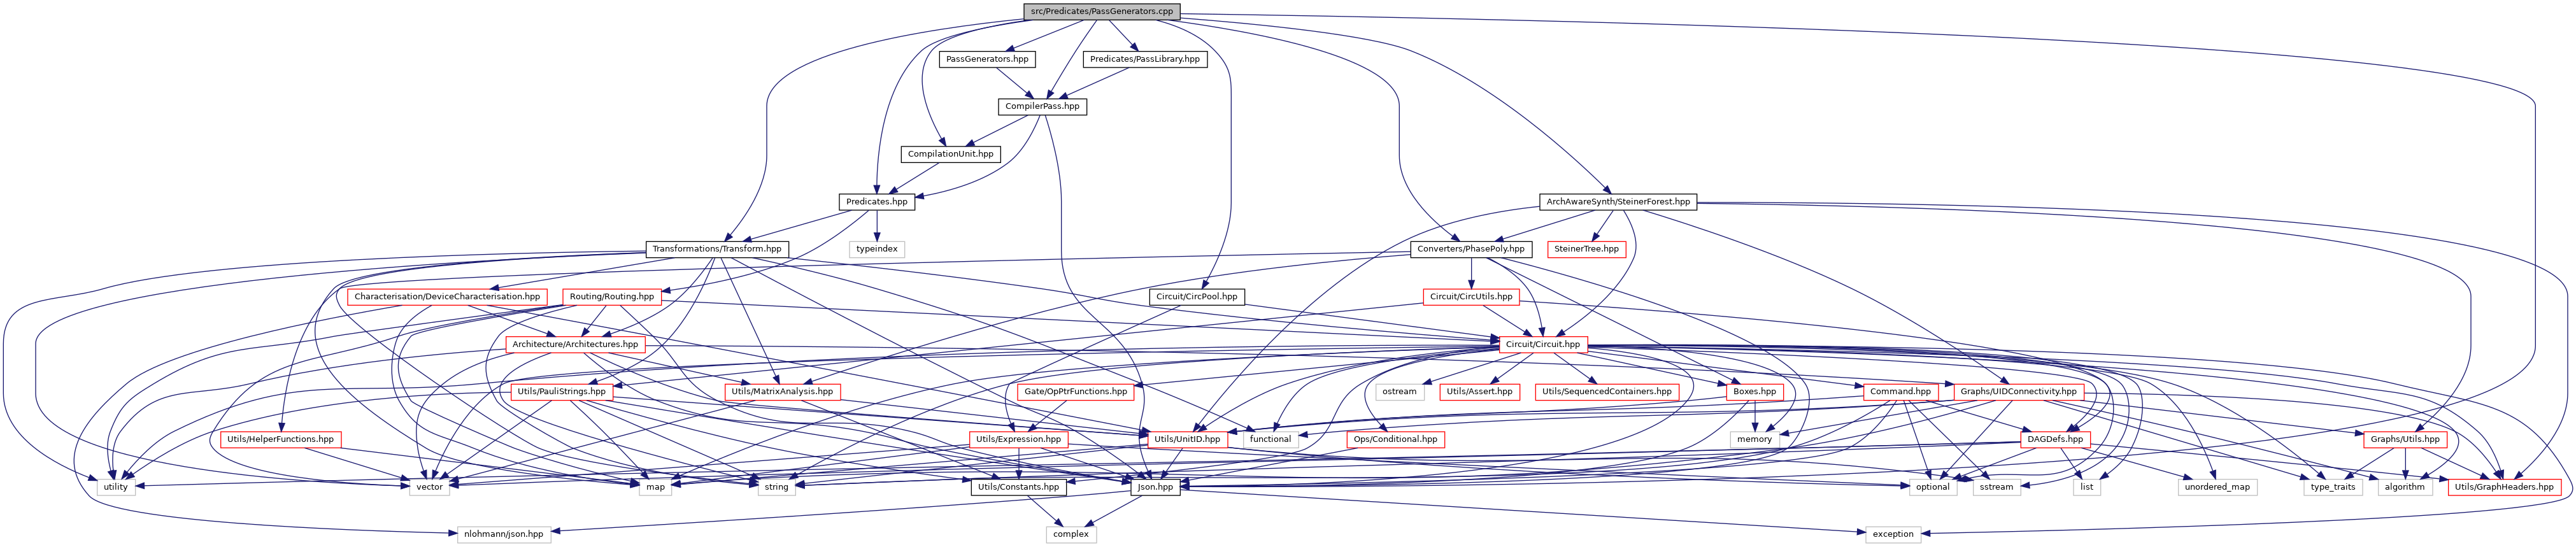 src/Predicates/PassGenerators.cpp
PassGenerators.hpp
Predicates/PassLibrary.hpp
CompilerPass.hpp
CompilationUnit.hpp
Predicates.hpp
ArchAwareSynth/SteinerForest.hpp
Transformations/Transform.hpp
typeindex
Converters/PhasePoly.hpp
SteinerTree.hpp
Characterisation/DeviceCharacterisation.hpp
Routing/Routing.hpp
Circuit/CircPool.hpp
Circuit/CircUtils.hpp
Architecture/Architectures.hpp
Circuit/Circuit.hpp
Utils/PauliStrings.hpp
Utils/MatrixAnalysis.hpp
Gate/OpPtrFunctions.hpp
ostream
Utils/Assert.hpp
Utils/SequencedContainers.hpp
Boxes.hpp
Command.hpp
Graphs/UIDConnectivity.hpp
Utils/HelperFunctions.hpp
Utils/Expression.hpp
Utils/UnitID.hpp
functional
Ops/Conditional.hpp
memory
DAGDefs.hpp
Graphs/Utils.hpp
utility
vector
map
string
Utils/Constants.hpp
Json.hpp
optional
sstream
list
unordered_map
type_traits
algorithm
Utils/GraphHeaders.hpp
nlohmann/json.hpp
complex
exception